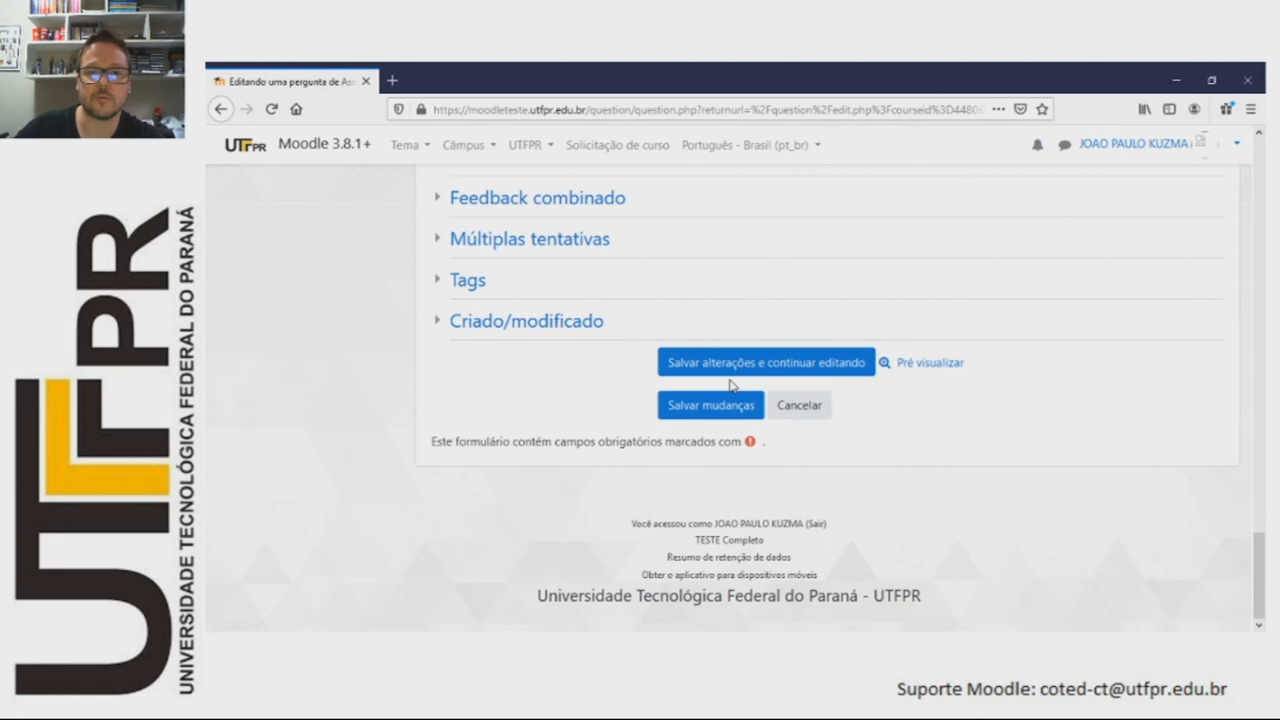 Editando uma pergunta de As
https://moodleteste.utfpr.edu.br/question/question.php?returnurl=%2Fquestion%2Fedit.php%3Fcourseid%3D4480
UTFPR Moodle 3.8.1+ Tema Câmpus UTFPR Solicitação de curso Português - Brasil (pt_br) JOAO PAULO KUZMA
Feedback combinado
Múltiplas tentativas
Tags
Criado/modificado
Salvar alterações e continuar editando Pré visualizar
Salvar mudanças Cancelar
Este formulário contém campos obrigatórios marcados com .
Você acessou como JOAO PAULO KUZMA (Sair)
TESTE Completo
Resumo de retenção de dados
Obter o aplicativo para dispositivos móveis
Universidade Tecnológica Federal do Paraná - UTFPR
UTFPR
UNIVERSIDADE TECNOLÓGICA FEDERAL DO PARANÁ
Suporte Moodle: coted-ct@utfpr.edu.br